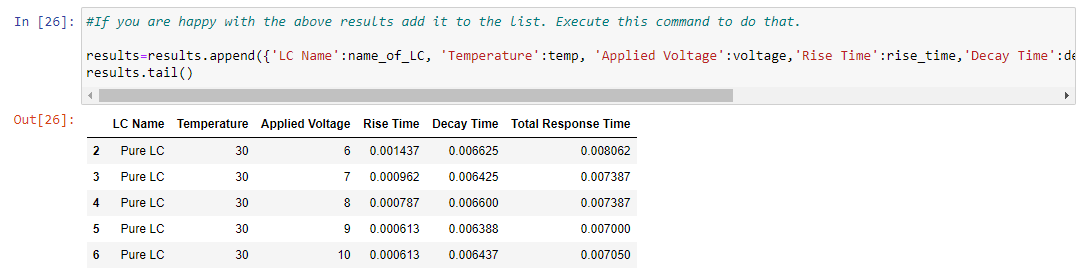 In [26]: #If you are happy with the above results add it to the list. Execute this command to do that.
results=results.append({'LC Name':name_of_LC, 'Temperature':temp, 'Applied Voltage':voltage,'Rise Time':rise_time,'Decay Time':de
results.tail()
Out[26]:
LC Name Temperature Applied Voltage Rise Time Decay Time Total Response Time
2 Pure LC 30 6 0.001437 0.006625 0.008062
3 Pure LC 30 7 0.000962 0.006425 0.007387
4 Pure LC 30 8 0.000787 0.006600 0.007387
5 Pure LC 30 9 0.000613 0.006388 0.007000
6 Pure LC 30 10 0.000613 0.006437 0.007050